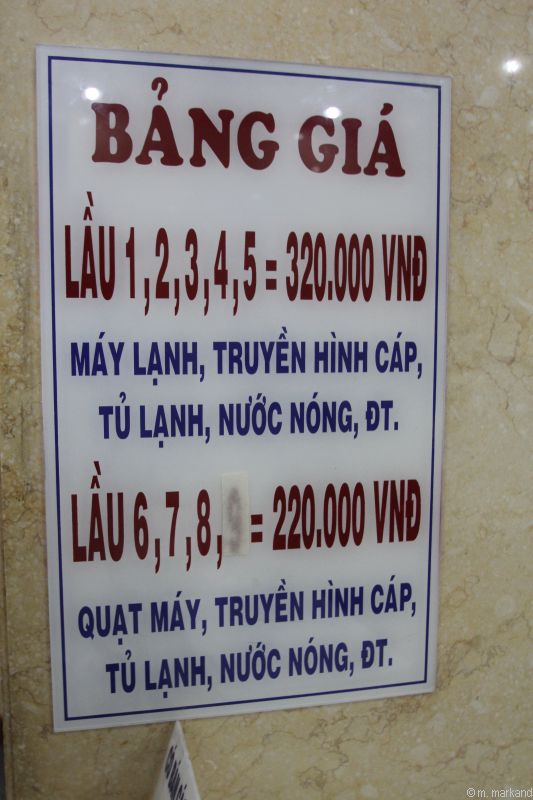 BẢNG GIÁ
LẦU 1,2,3,4,5 = 320.000 VNĐ
MÁY LẠNH, TRUYỀN HÌNH CÁP,
TỦ LẠNH, NƯỚC NÓNG, ĐT.
LẦU 6,7,8, = 220.000 VNĐ
QUẠT MÁY, TRUYỀN HÌNH CÁP,
TỦ LẠNH, NƯỚC NÓNG, ĐT.
© m. markand